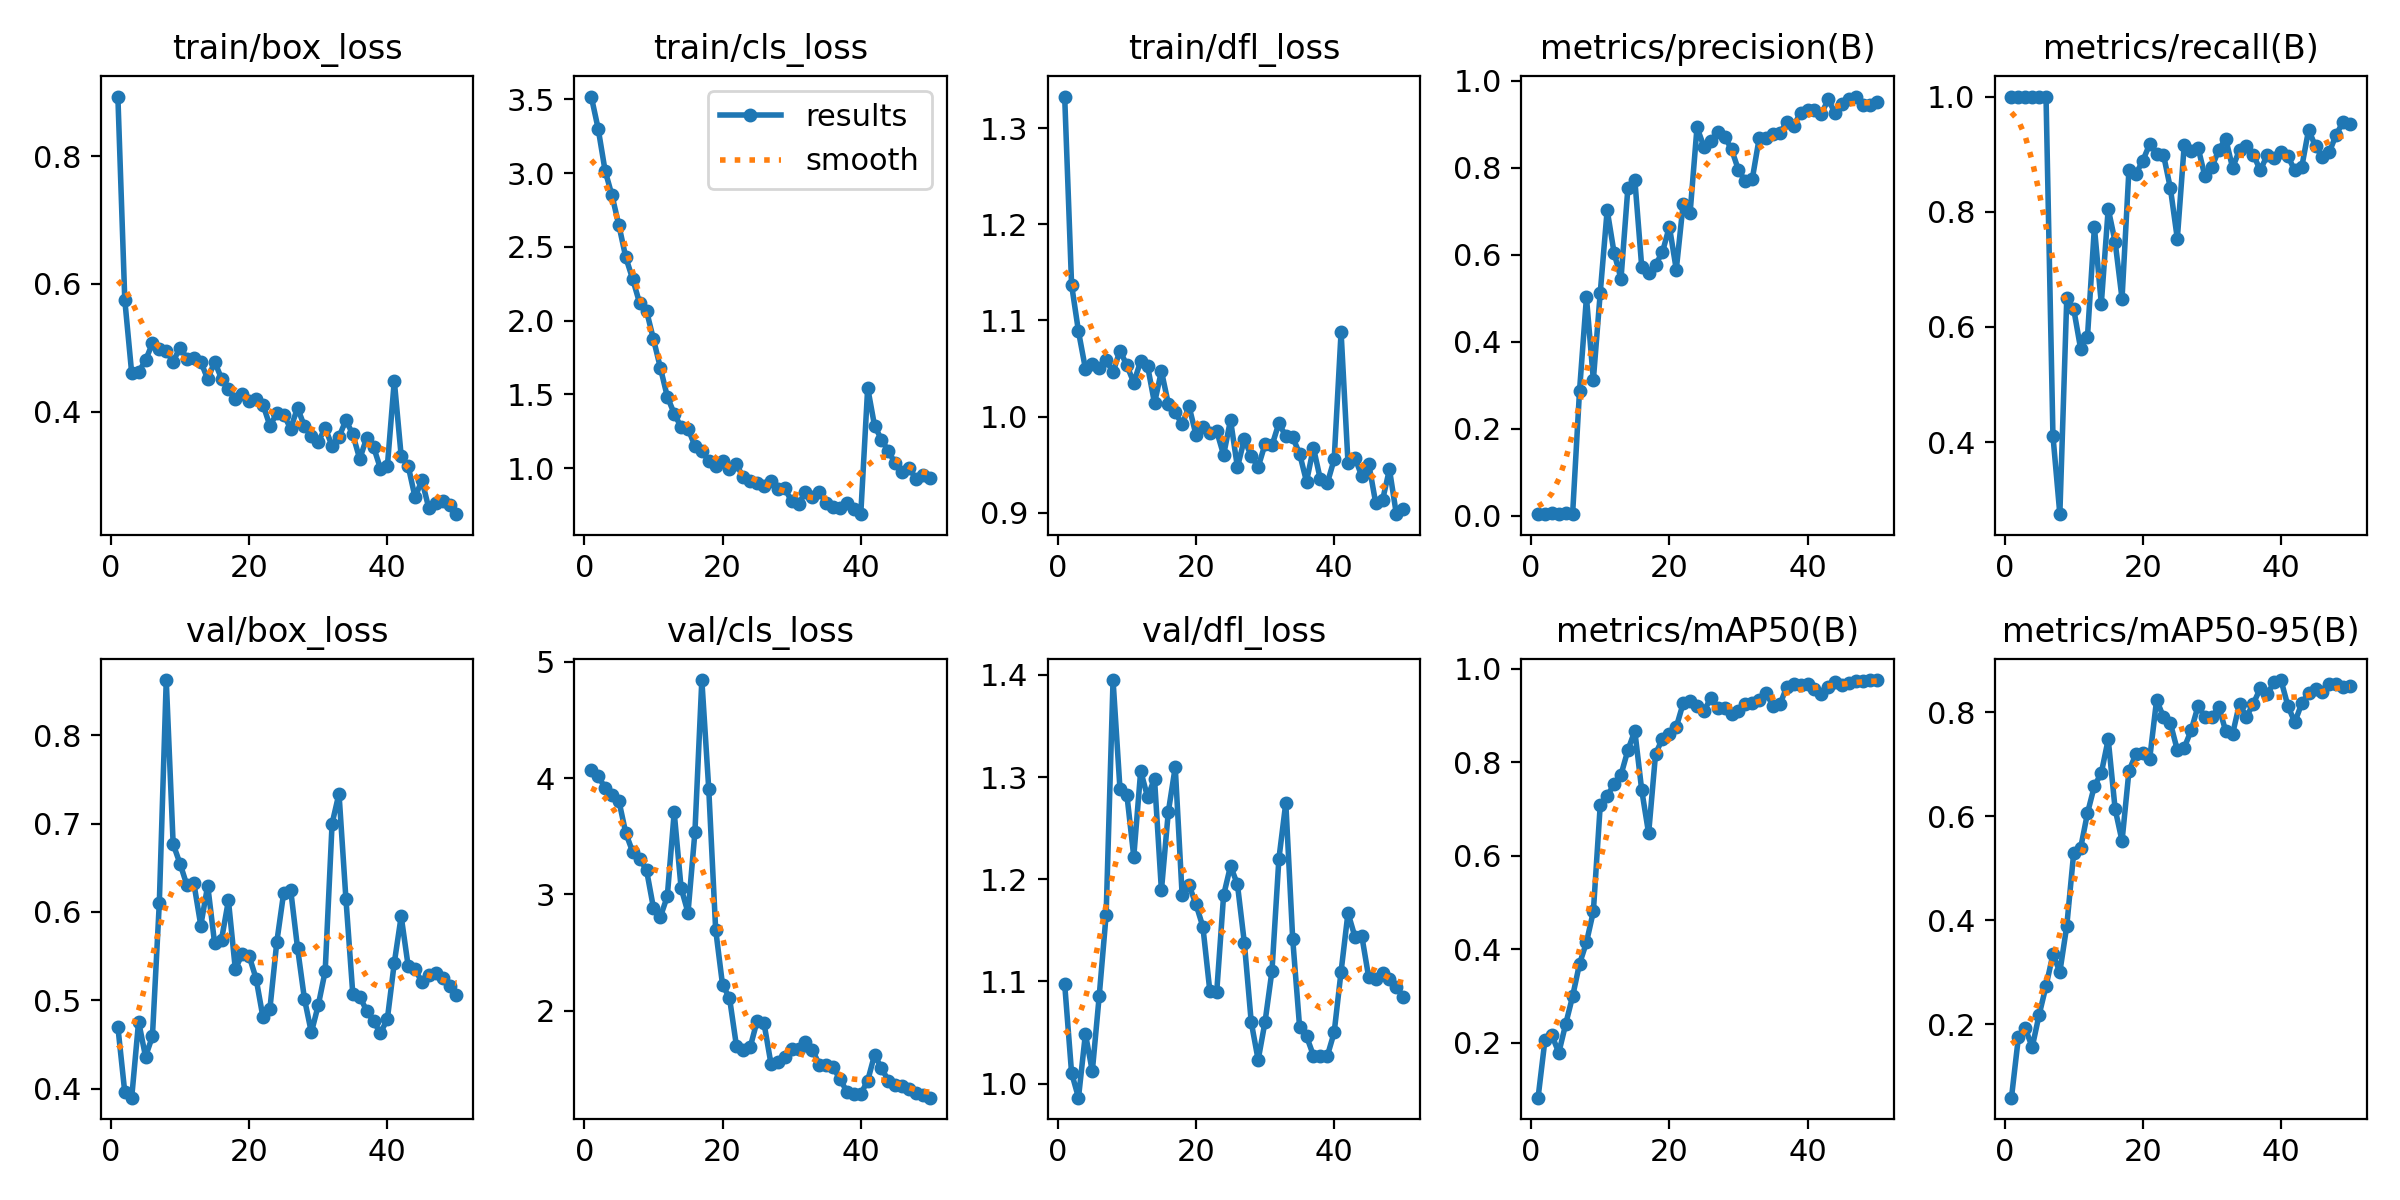 train/box_loss
0.8
0.6
0.4
0 20 40
train/cls_loss
results
smooth
3.5
3.0
2.5
2.0
1.5
1.0
0 20 40
train/dfl_loss
1.3
1.2
1.1
1.0
0.9
0 20 40
metrics/precision(B)
1.0
0.8
0.6
0.4
0.2
0.0
0 20 40
metrics/recall(B)
1.0
0.8
0.6
0.4
0 20 40
val/box_loss
0.8
0.7
0.6
0.5
0.4
0 20 40
val/cls_loss
5
4
3
2
0 20 40
val/dfl_loss
1.4
1.3
1.2
1.1
1.0
0 20 40
metrics/mAP50(B)
1.0
0.8
0.6
0.4
0.2
0 20 40
metrics/mAP50-95(B)
0.8
0.6
0.4
0.2
0 20 40